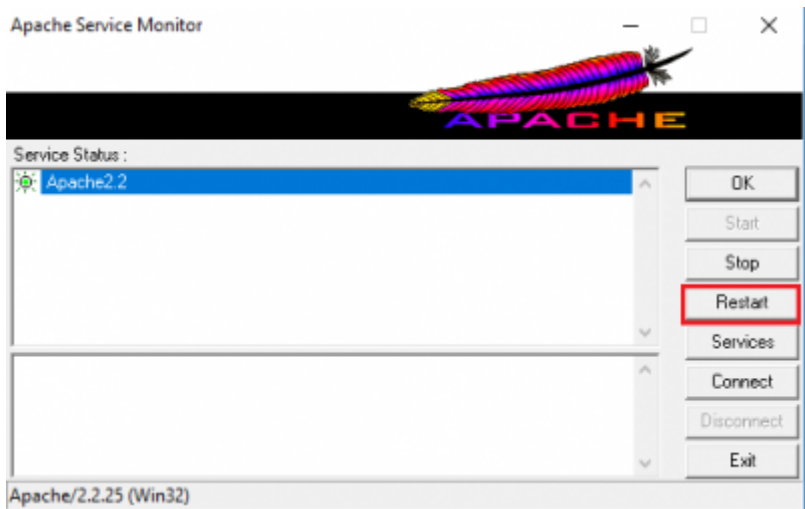 Apache Service Monitor
APACHE
Service Status :
Apache2.2
OK
Start
Stop
Restart
Services
Connect
Disconnect
Exit
Apache/2.2.25 (Win32)